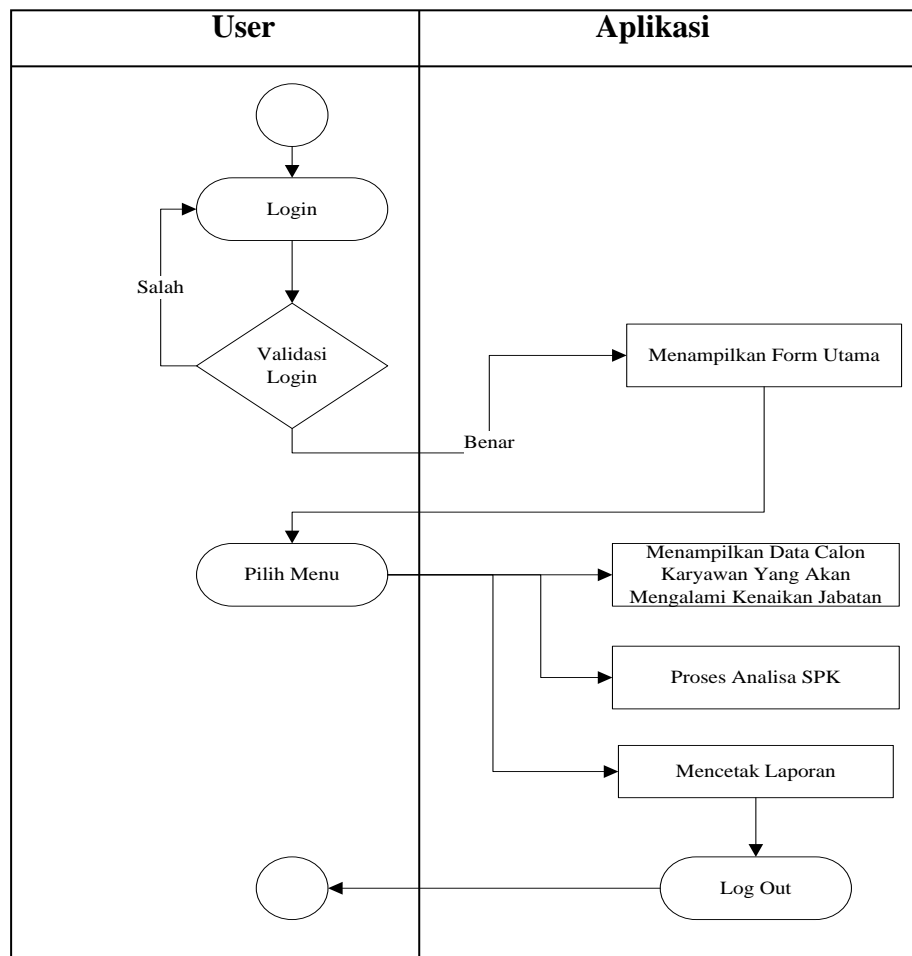 User
Aplikasi
Login
Salah
Validasi
Login
Menampilkan Form Utama
Benar
Pilih Menu
Menampilkan Data Calon
Karyawan Yang Akan
Mengalami Kenaikan Jabatan
Proses Analisa SPK
Mencetak Laporan
Log Out